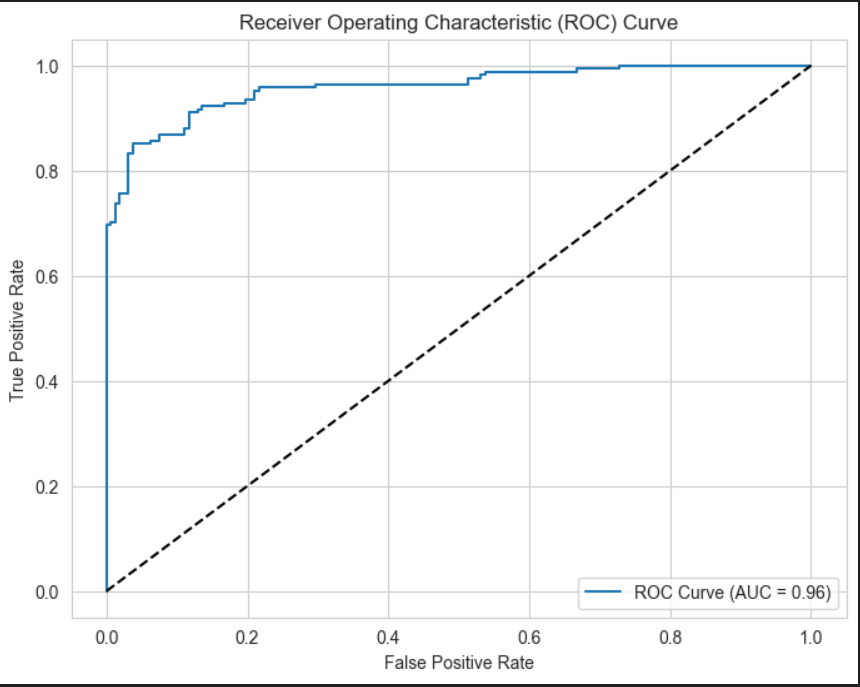 Receiver Operating Characteristic (ROC) Curve
True Positive Rate
1.0
0.8
0.6
0.4
0.2
0.0
ROC Curve (AUC = 0.96)
0.0 0.2 0.4 0.6 0.8 1.0
False Positive Rate